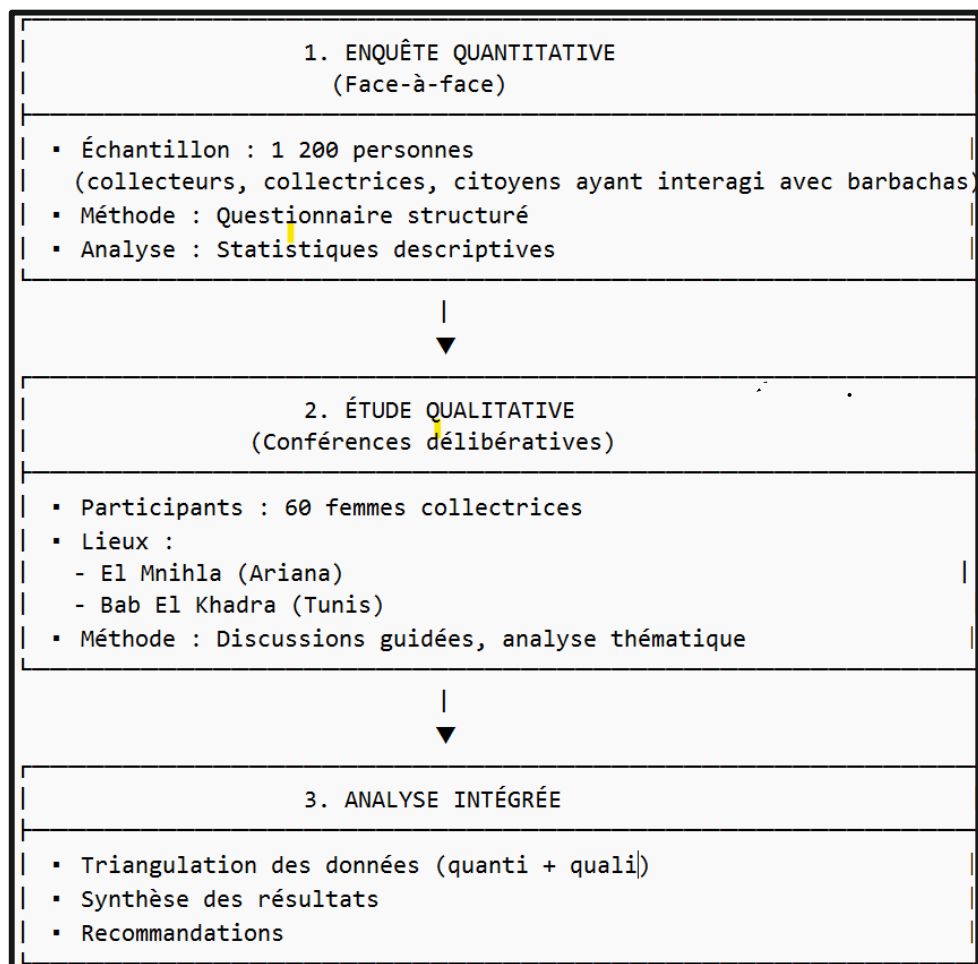 1. ENQUÊTE QUANTITATIVE
(Face-à-face)
▪ Échantillon : 1 200 personnes
(collecteurs, collectrices, citoyens ayant interagi avec barbachas)
▪ Méthode : Questionnaire structuré
▪ Analyse : Statistiques descriptives
2. ÉTUDE QUALITATIVE
(Conférences délibératives)
▪ Participants : 60 femmes collectrices
▪ Lieux :
- El Mnihla (Ariana)
- Bab El Khadra (Tunis)
▪ Méthode : Discussions guidées, analyse thématique
3. ANALYSE INTÉGRÉE
▪ Triangulation des données (quanti + quali)
▪ Synthèse des résultats
▪ Recommandations